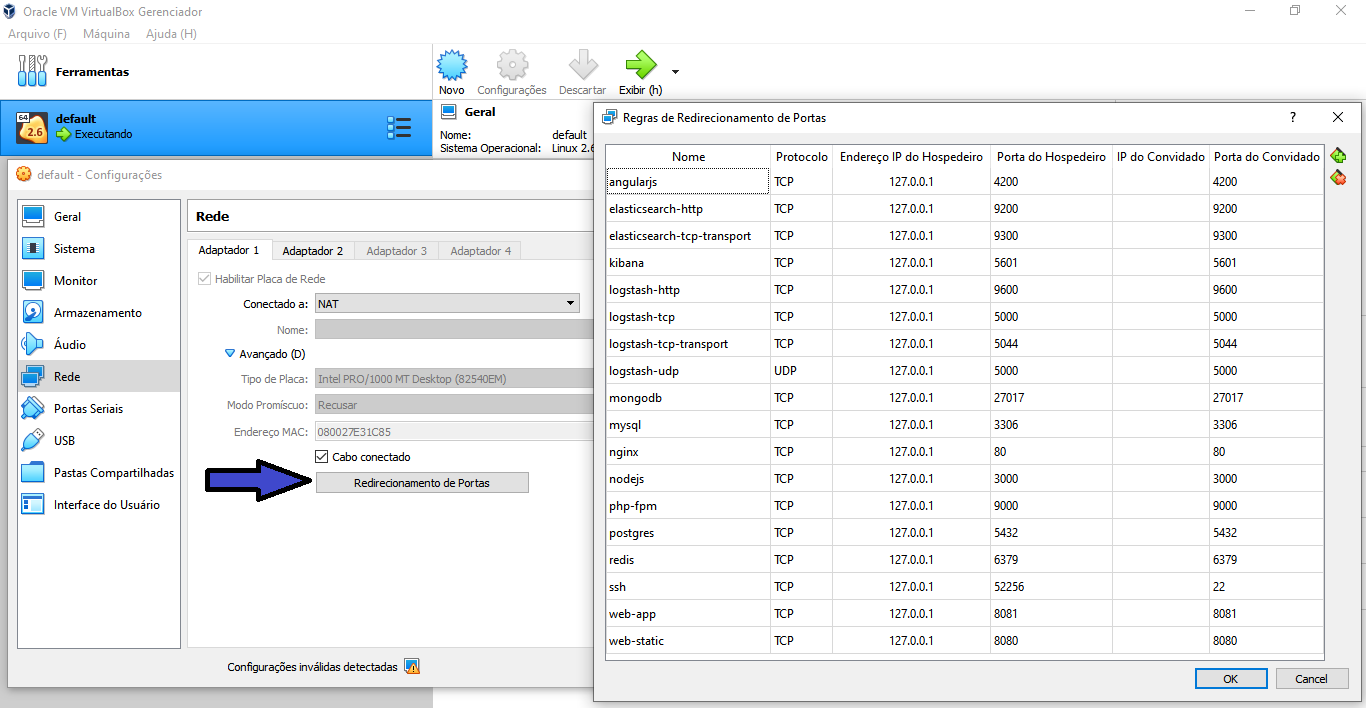 Oracle VM VirtualBox Gerenciador
Arquivo (F) Máquina Ajuda (H)
Ferramentas
Novo Configurações Descartar Exibir (h)
64
2.6
default
Executando
Geral
Nome: default
Sistema Operacional: Linux 2.6
default - Configurações
Geral
Sistema
Monitor
Armazenamento
Áudio
Rede
Portas Seriais
USB
Pastas Compartilhadas
Interface do Usuário
Rede
Adaptador 1 Adaptador 2 Adaptador 3 Adaptador 4
Habilitar Placa de Rede
Conectado a: NAT
Nome:
Avançado (D)
Tipo de Placa: Intel PRO/1000 MT Desktop (82540EM)
Modo Promíscuo: Recusar
Endereço MAC: 080027E31C85
Cabo conectado
Redirecionamento de Portas
Configurações inválidas detectadas
Regras de Redirecionamento de Portas ?
Nome Protocolo Endereço IP do Hospedeiro Porta do Hospedeiro IP do Convidado Porta do Convidado
angularjs TCP 127.0.0.1 4200 4200
elasticsearch-http TCP 127.0.0.1 9200 9200
elasticsearch-tcp-transport TCP 127.0.0.1 9300 9300
kibana TCP 127.0.0.1 5601 5601
logstash-http TCP 127.0.0.1 9600 9600
logstash-tcp TCP 127.0.0.1 5000 5000
logstash-tcp-transport TCP 127.0.0.1 5044 5044
logstash-udp UDP 127.0.0.1 5000 5000
mongodb TCP 127.0.0.1 27017 27017
mysql TCP 127.0.0.1 3306 3306
nginx TCP 127.0.0.1 80 80
nodejs TCP 127.0.0.1 3000 3000
php-fpm TCP 127.0.0.1 9000 9000
postgres TCP 127.0.0.1 5432 5432
redis TCP 127.0.0.1 6379 6379
ssh TCP 127.0.0.1 52256 22
web-app TCP 127.0.0.1 8081 8081
web-static TCP 127.0.0.1 8080 8080
OK Cancel